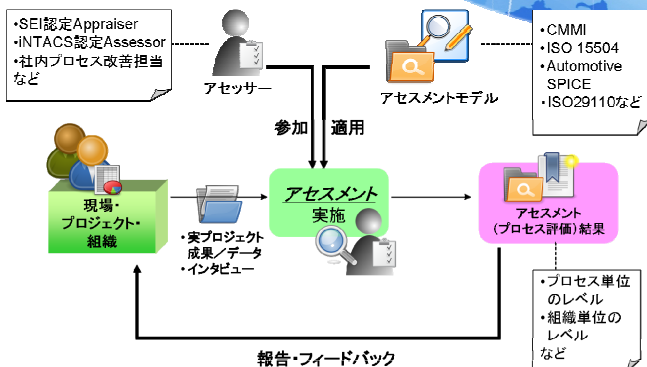 ・SEI認定Appraiser
・iNTACS認定Assessor
・社内プロセス改善担当
など
アセッサー
アセスメントモデル
・CMMI
・ISO 15504
・Automotive
SPICE
・ISO29110など
参加
適用
現場・
プロジェクト・
組織
・実プロジェクト
成果／データ
・インタビュー
アセスメント
実施
アセスメント
(プロセス評価)結果
・プロセス単位
のレベル
・組織単位の
レベル
など
報告・フィードバック